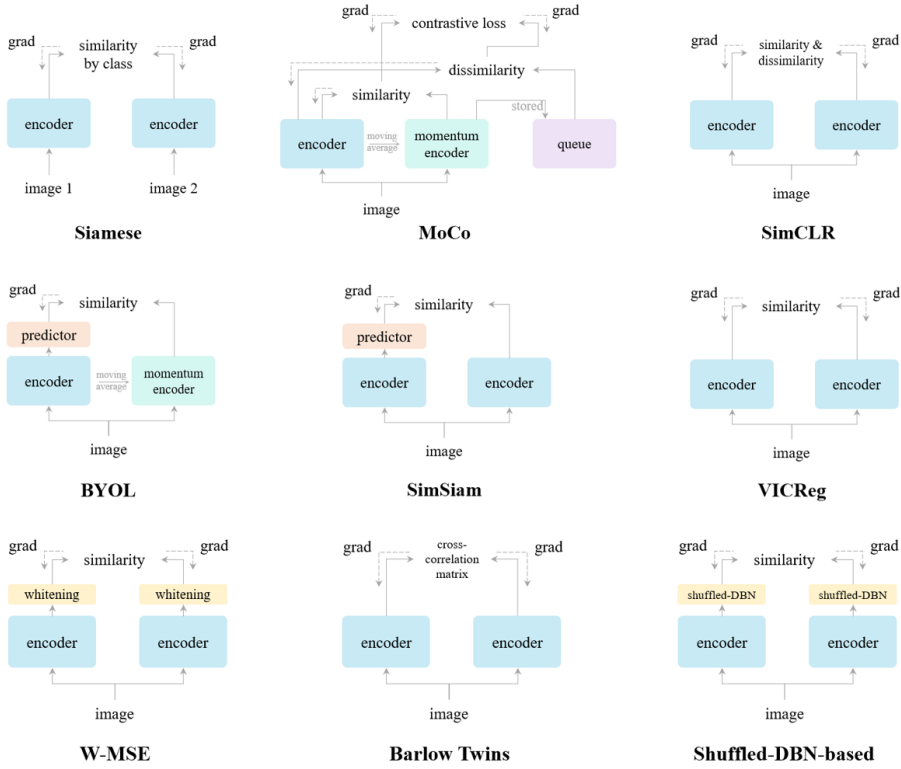 grad
similarity
by class
grad
encoder
encoder
image 1
image 2
Siamese
grad
contrastive loss
grad
dissimilarity
similarity
stored
encoder
moving
average
momentum
encoder
queue
image
MoCo
grad
similarity &
dissimilarity
grad
encoder
encoder
image
SimCLR
grad
similarity
predictor
encoder
moving
average
momentum
encoder
image
BYOL
grad
similarity
predictor
encoder
encoder
image
SimSiam
grad
similarity
grad
encoder
encoder
image
VICReg
grad
similarity
grad
whitening
whitening
encoder
encoder
image
W-MSE
grad
cross-
correlation
matrix
grad
encoder
encoder
image
Barlow Twins
grad
similarity
grad
shuffled-DBN
shuffled-DBN
encoder
encoder
image
Shuffled-DBN-based